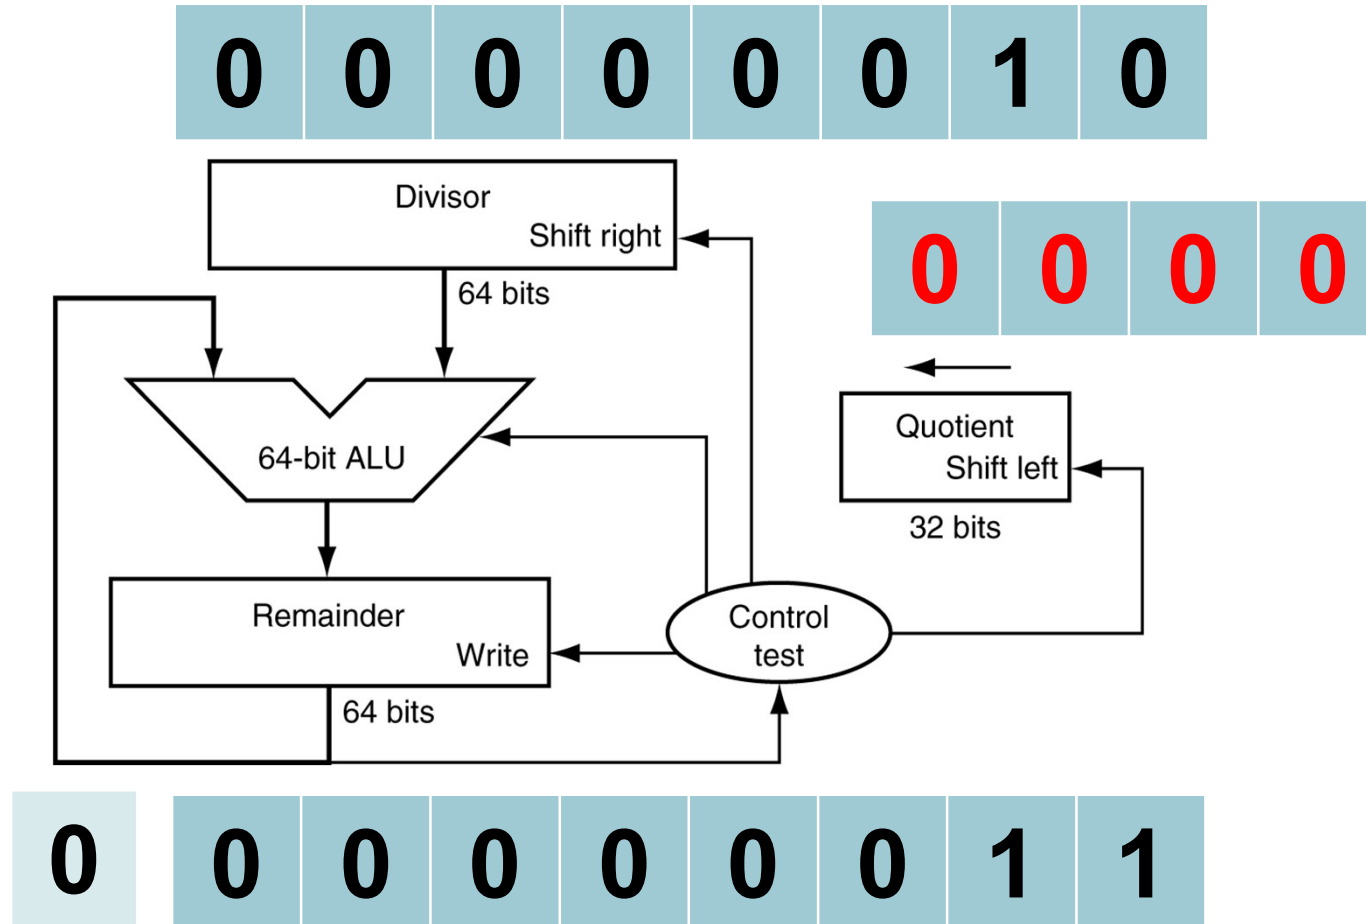 0 0 0 0 0 0 1 0
Divisor
Shift right
64 bits
0 0 0 0
64-bit ALU
Quotient
Shift left
32 bits
Remainder
Write
Control
test
64 bits
0 0 0 0 0 0 0 1 1